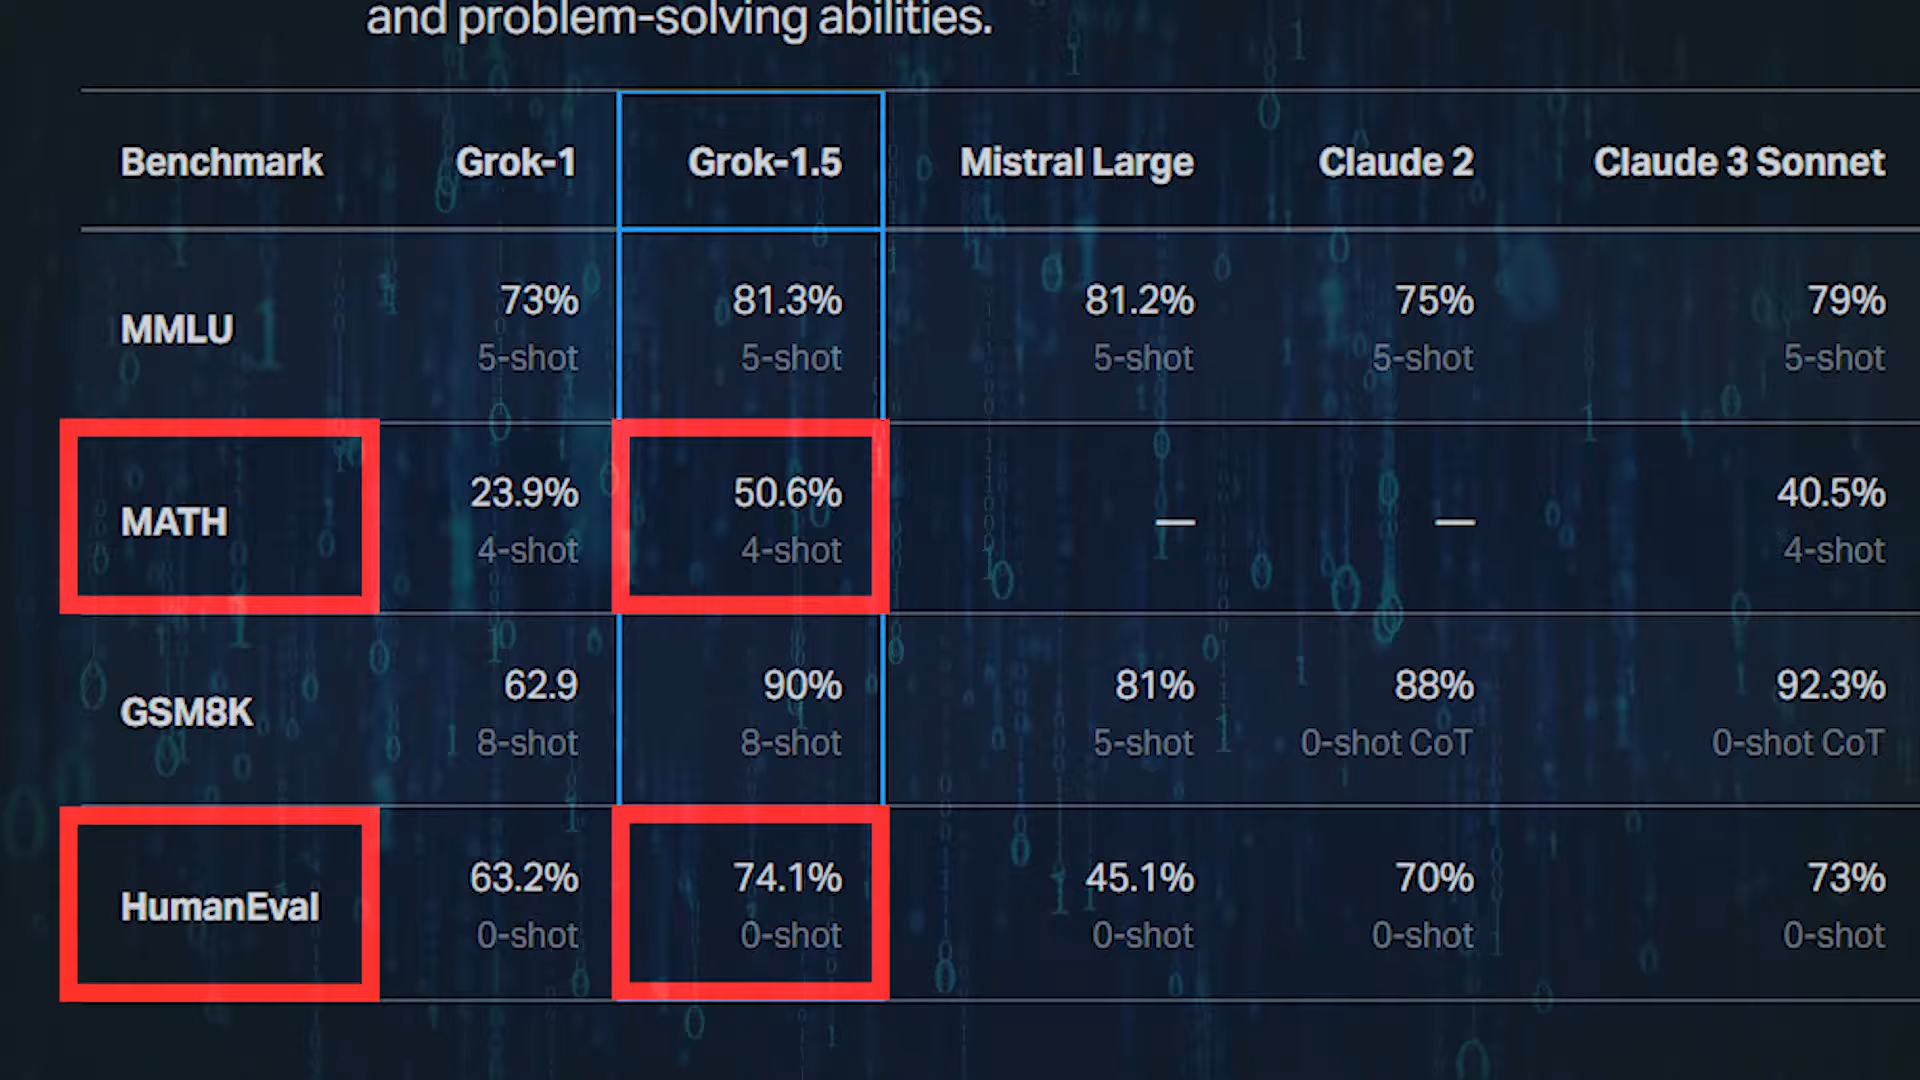 and problem-solving abilities.
Benchmark Grok-1 Grok-1.5 Mistral Large Claude 2 Claude 3 Sonnet
MMLU 73% 81.3% 81.2% 75% 79%
5-shot 5-shot 5-shot 5-shot 5-shot
MATH 23.9% 50.6% — — 40.5%
4-shot 4-shot 4-shot
GSM8K 62.9 90% 81% 88% 92.3%
8-shot 8-shot 5-shot 0-shot CoT 0-shot CoT
HumanEval 63.2% 74.1% 45.1% 70% 73%
0-shot 0-shot 0-shot 0-shot 0-shot